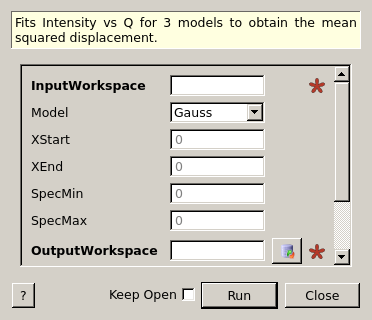 Fits Intensity vs Q for 3 models to obtain the mean
squared displacement.
InputWorkspace
Model Gauss
XStart 0
XEnd 0
SpecMin 0
SpecMax 0
OutputWorkspace
? Keep Open Run Close